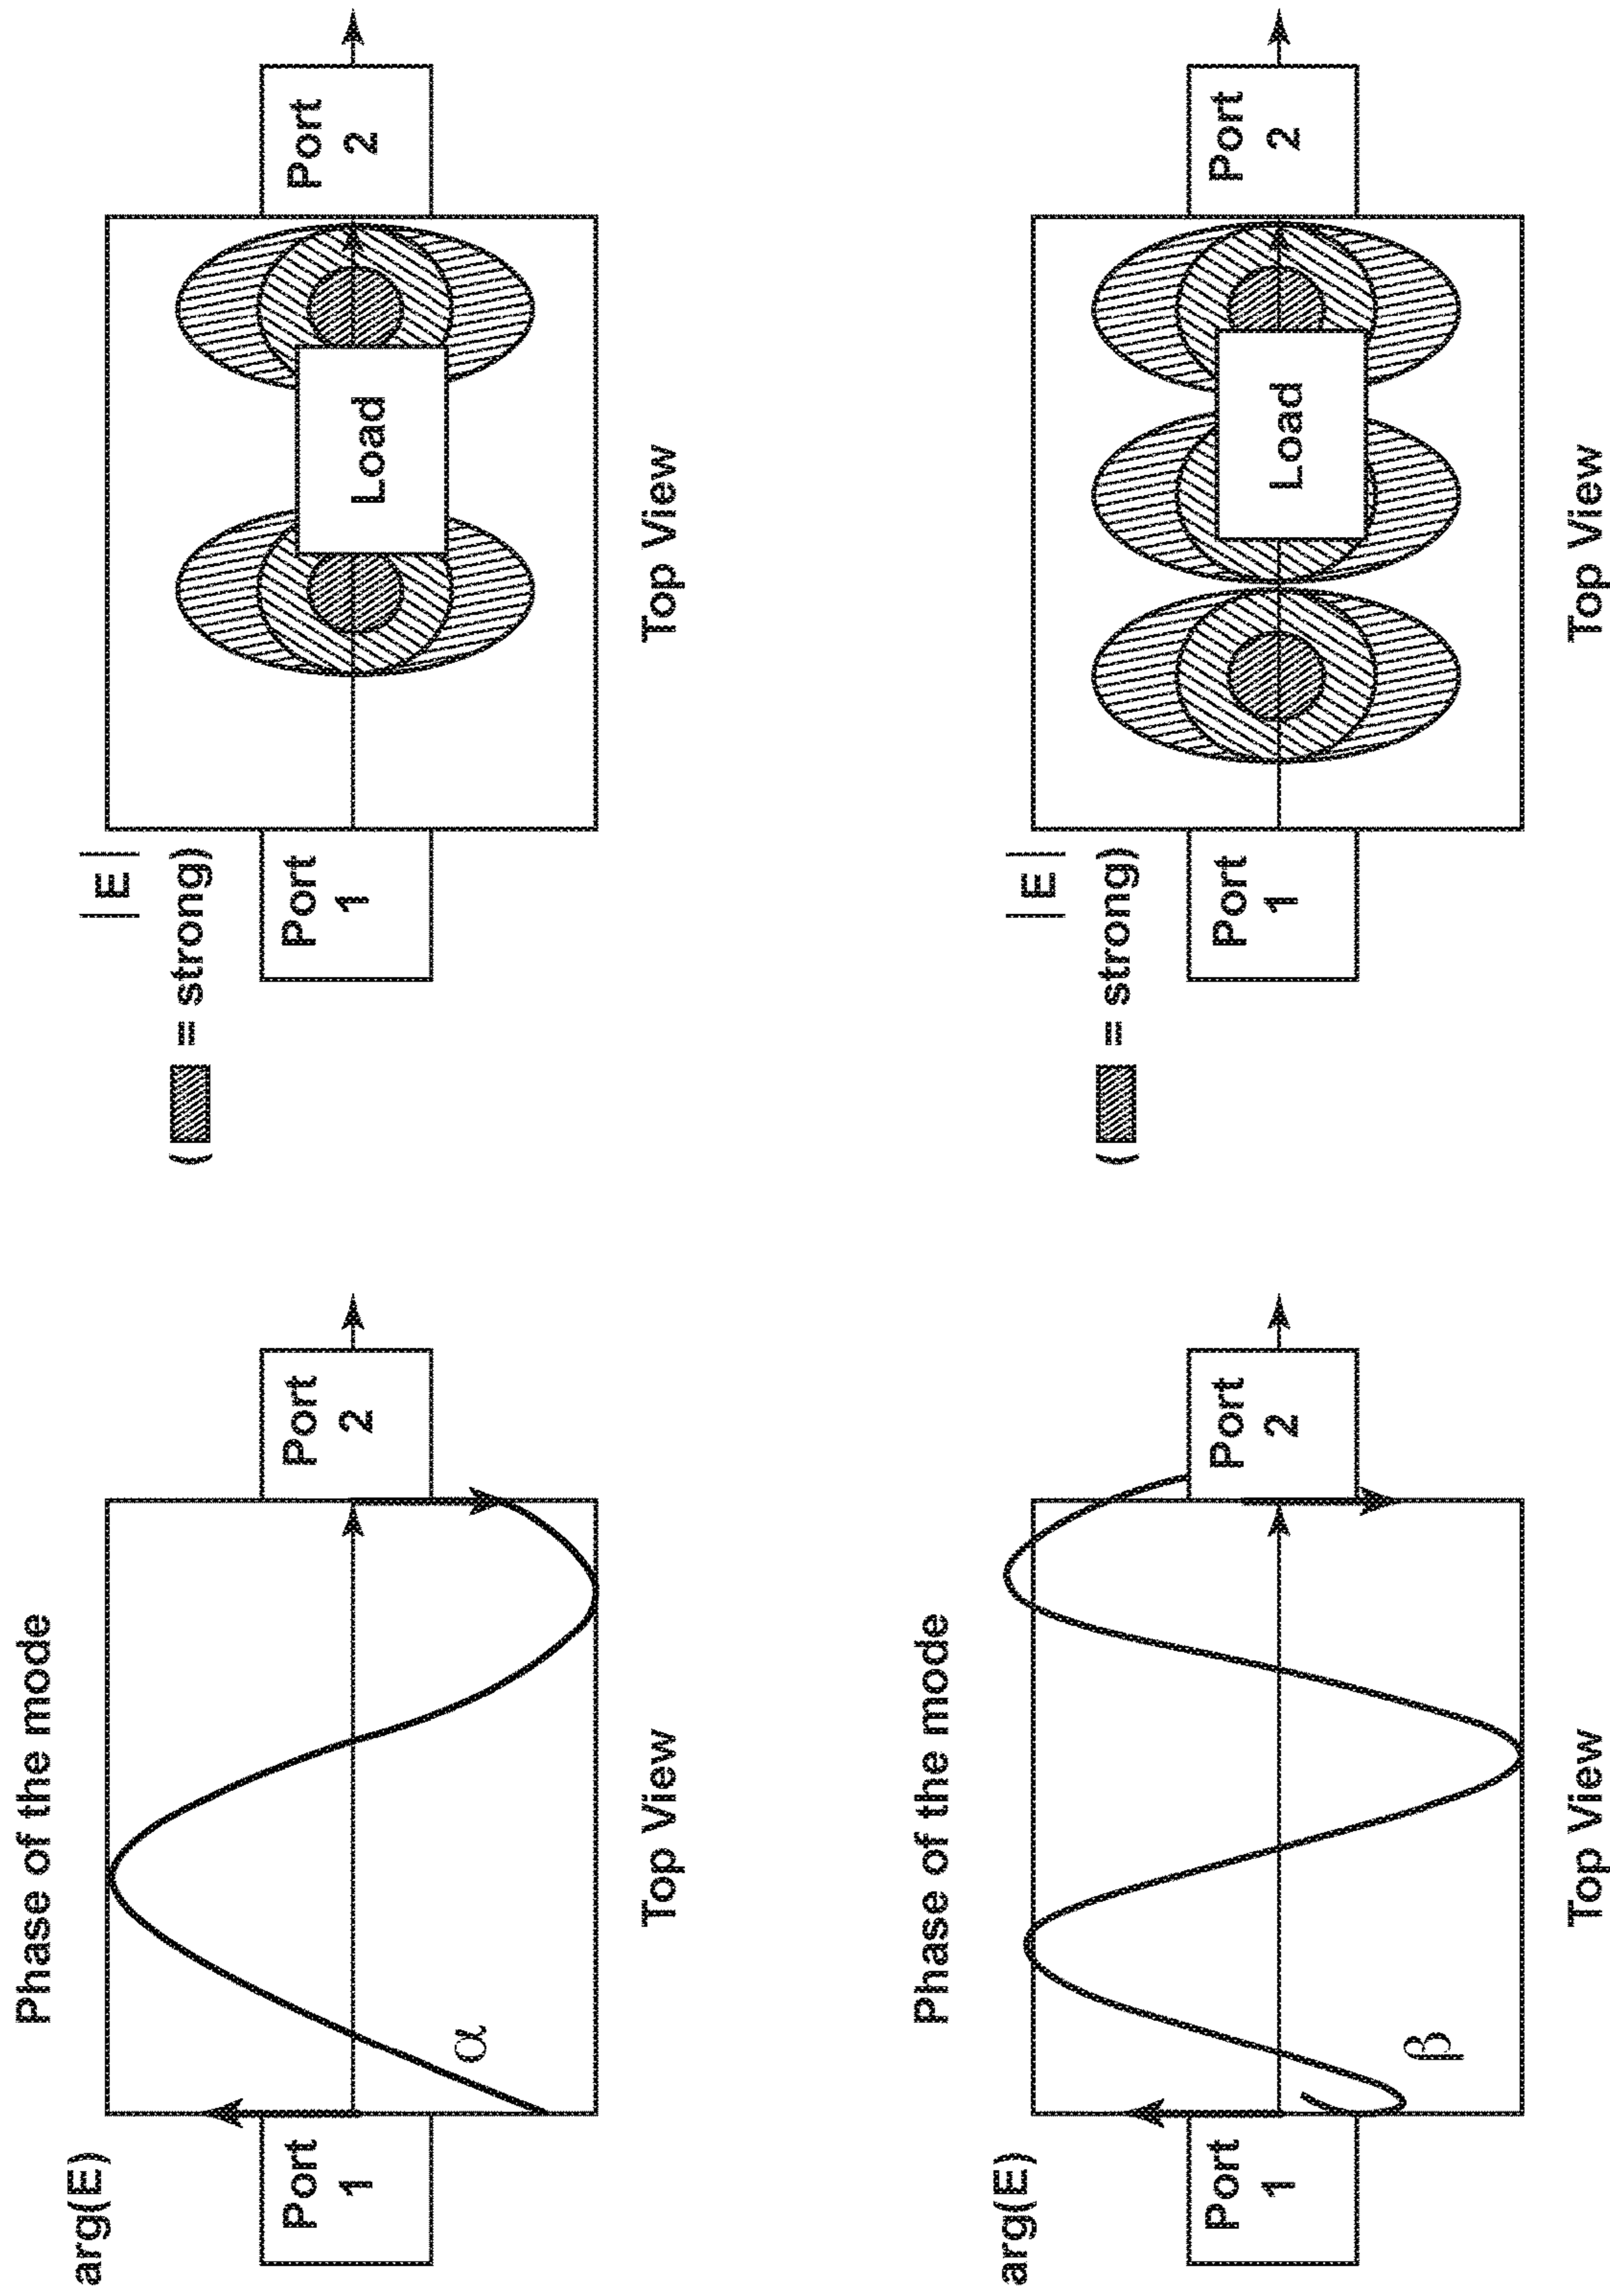 Phase of the mode
arg(E)
Port
1
α
Port
2
Top View
|E|
( = strong)
Port
1
Load
Port
2
Top View
Phase of the mode
arg(E)
Port
1
β
Port
2
Top View
|E|
( = strong)
Port
1
Load
Port
2
Top View